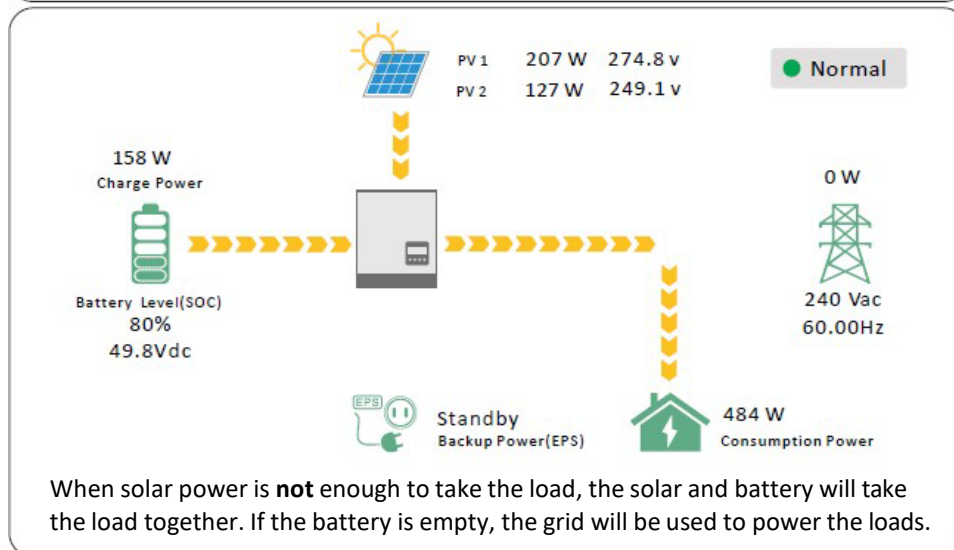 PV 1 207 W 274.8 v
PV 2 127 W 249.1 v
Normal
158 W
Charge Power
Battery Level(SOC)
80%
49.8Vdc
0 W
240 Vac
60.00Hz
EPS
Standby
Backup Power(EPS)
484 W
Consumption Power
When solar power is not enough to take the load, the solar and battery will take
the load together. If the battery is empty, the grid will be used to power the loads.